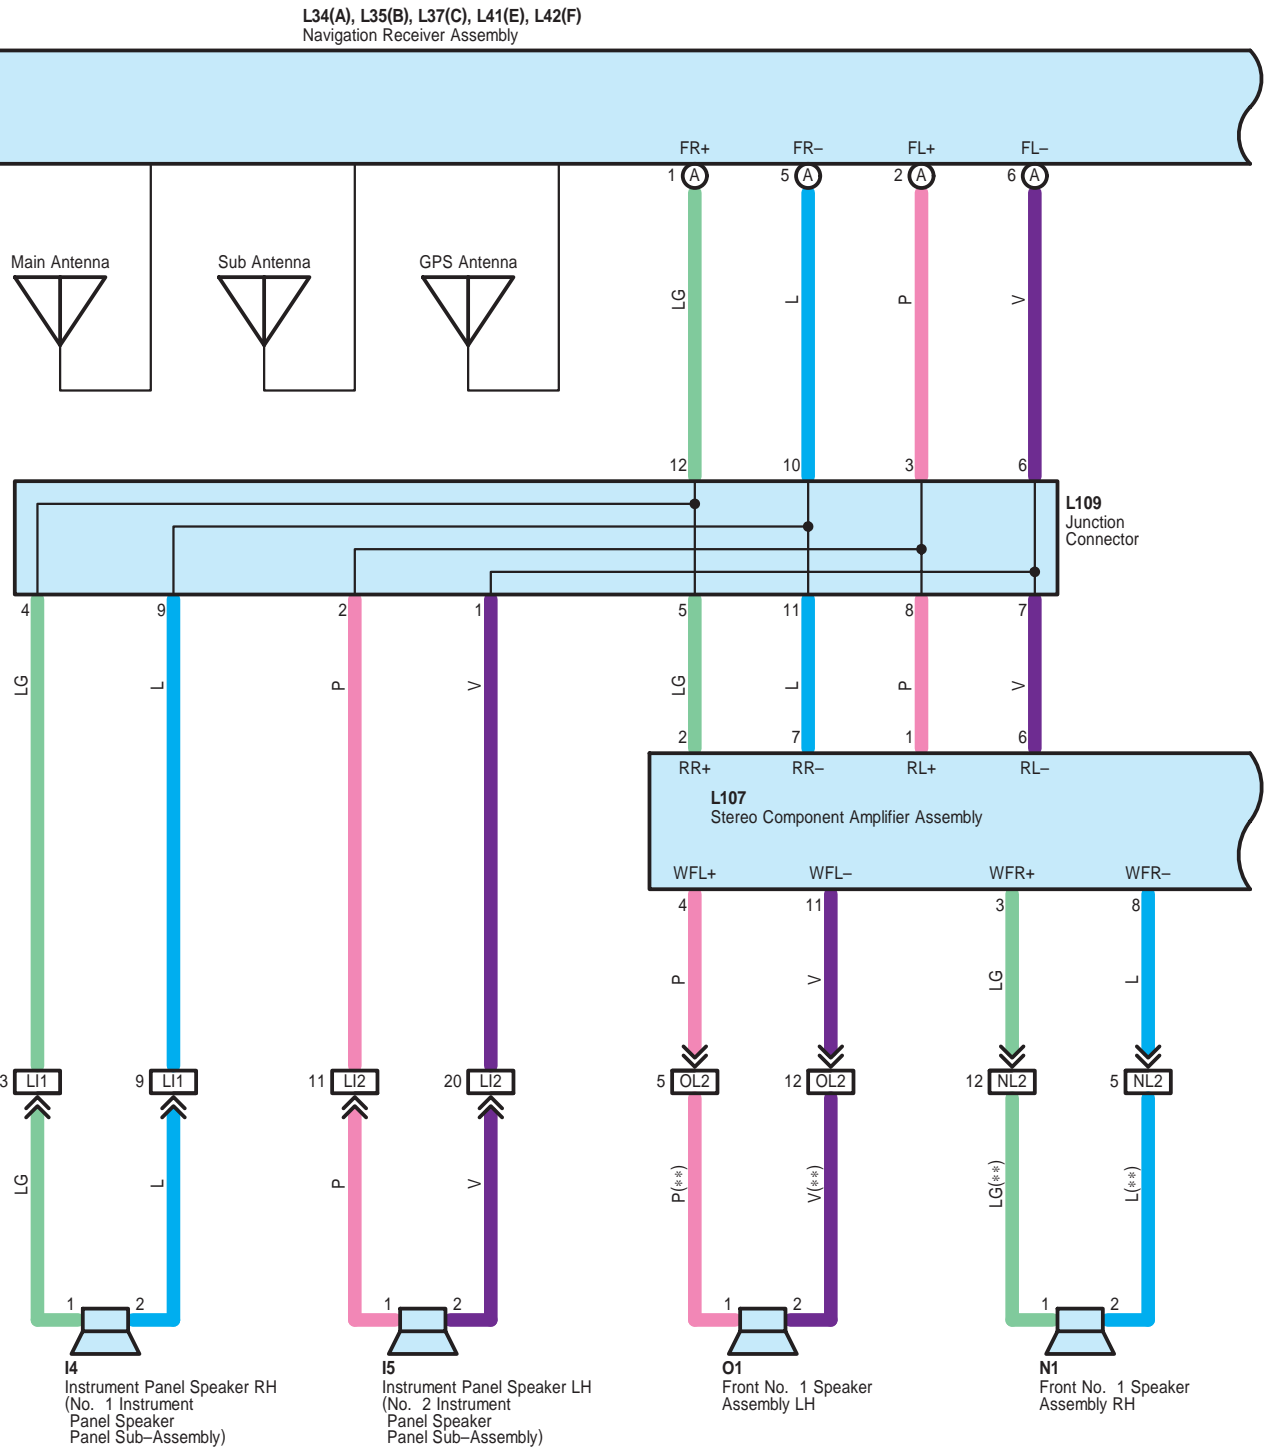 L34(A), L35(B), L37(C), L41(E), L42(F)
Navigation Receiver Assembly
FR+ FR– FL+ FL–
1 A 5 A 2 A 6 A
Main Antenna Sub Antenna GPS Antenna
LG L P V
12 10 3 6
L109
Junction
Connector
4 9 2 1 5 11 8 7
LG L P V LG L P V
2 7 1 6
RR+ RR– RL+ RL–
L107
Stereo Component Amplifier Assembly
WFL+ WFL– WFR+ WFR–
4 11 3 8
P V LG L
3 LI1 9 LI1 11 LI2 20 LI2 5 OL2 12 OL2 12 NL2 5 NL2
LG L P V P(**) V(**) LG(**) L(**)
1 2 1 2 1 2 1 2
I4
Instrument Panel Speaker RH
(No. 1 Instrument
Panel Speaker
Panel Sub–Assembly)
I5
Instrument Panel Speaker LH
(No. 2 Instrument
Panel Speaker
Panel Sub–Assembly)
O1
Front No. 1 Speaker
Assembly LH
N1
Front No. 1 Speaker
Assembly RH